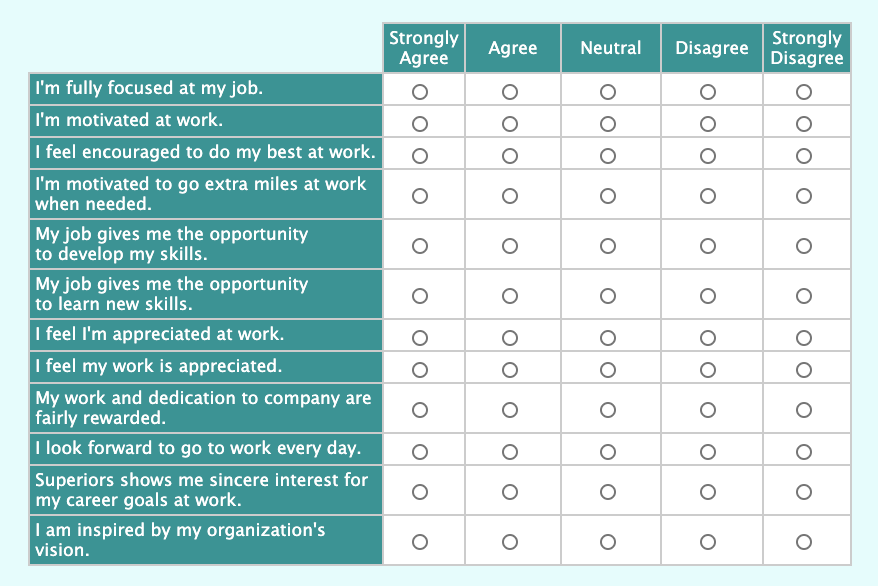 Strongly Agree Agree Neutral Disagree Strongly Disagree
I'm fully focused at my job.
I'm motivated at work.
I feel encouraged to do my best at work.
I'm motivated to go extra miles at work
when needed.
My job gives me the opportunity
to develop my skills.
My job gives me the opportunity
to learn new skills.
I feel I'm appreciated at work.
I feel my work is appreciated.
My work and dedication to company are
fairly rewarded.
I look forward to go to work every day.
Superiors shows me sincere interest for
my career goals at work.
I am inspired by my organization's
vision.